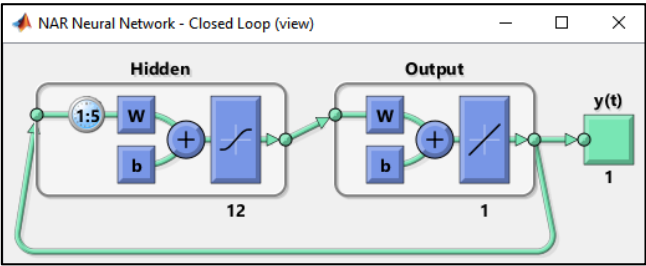 NAR Neural Network - Closed Loop (view)
Hidden
Output
y(t)
1:5
W
b
12
W
b
1
1